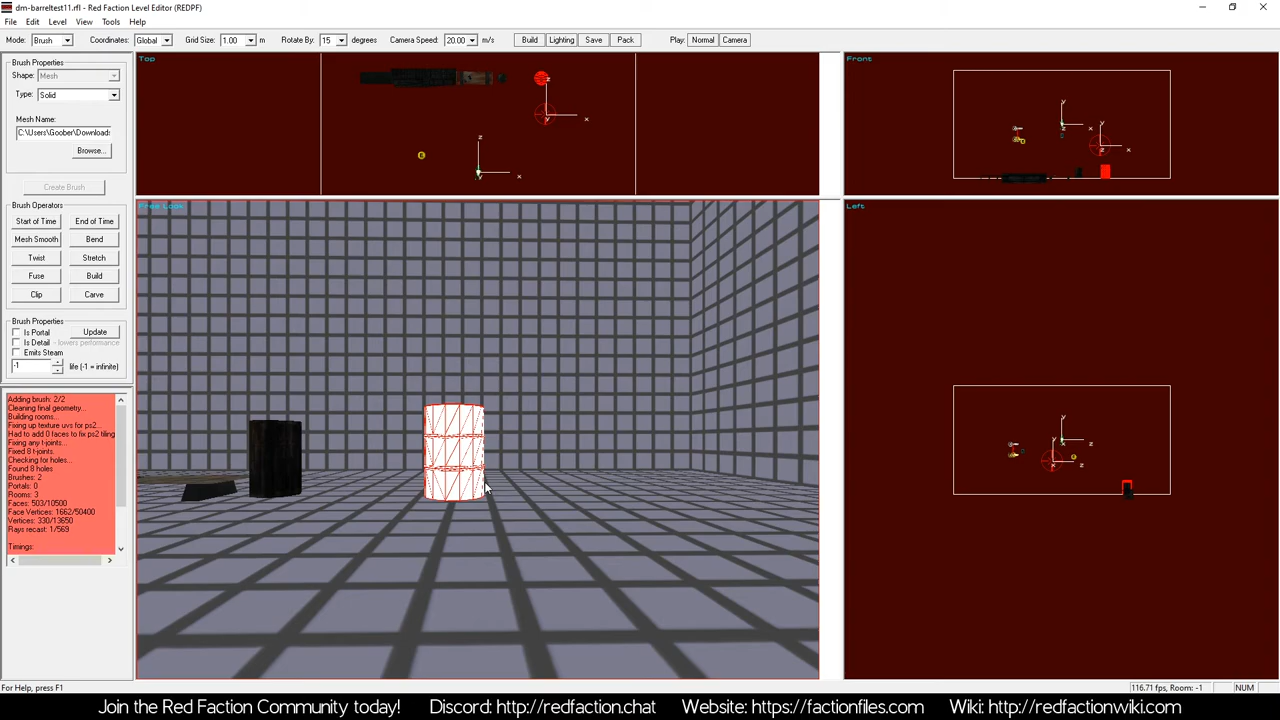 dm-barreltest11.rfl - Red Faction Level Editor (REDPF)
File Edit Level View Tools Help
Mode: Brush Coordinates: Global Grid Size: 1.00 m Rotate By: 15 degrees Camera Speed: 20.00 m/s Build Lighting Save Pack Play: Normal Camera
Brush Properties
Shape: Mesh
Type: Solid
Mesh Name:
C:\Users\Goober\Downloads
Browse...
Create Brush
Brush Operators
Start of Time End of Time
Mesh Smooth Bend
Twist Stretch
Fuse Build
Clip Carve
Brush Properties
Is Portal Update
Is Detail - lowers performance
Emits Steam
-1 life (-1 = infinite)
Adding brush: 2/2
Cleaning final geometry...
Building rooms...
Fixing up texture uvs for ps2...
Had to add 0 faces to fix ps2 tiling
Fixing any t-joints...
Fixed 8 t-joints.
Checking for holes...
Found 8 holes
Brushes: 2
Portals: 0
Rooms: 3
Faces: 503/10500
Face Vertices: 1662/50400
Vertices: 330/13650
Rays recast: 1/569
Timings:
Top
Front
Free Look
Left
For Help, press F1
116.71 fps, Room: -1 NUM
Join the Red Faction Community today! Discord: http://redfaction.chat Website: https://factionfiles.com Wiki: http://redfactionwiki.com